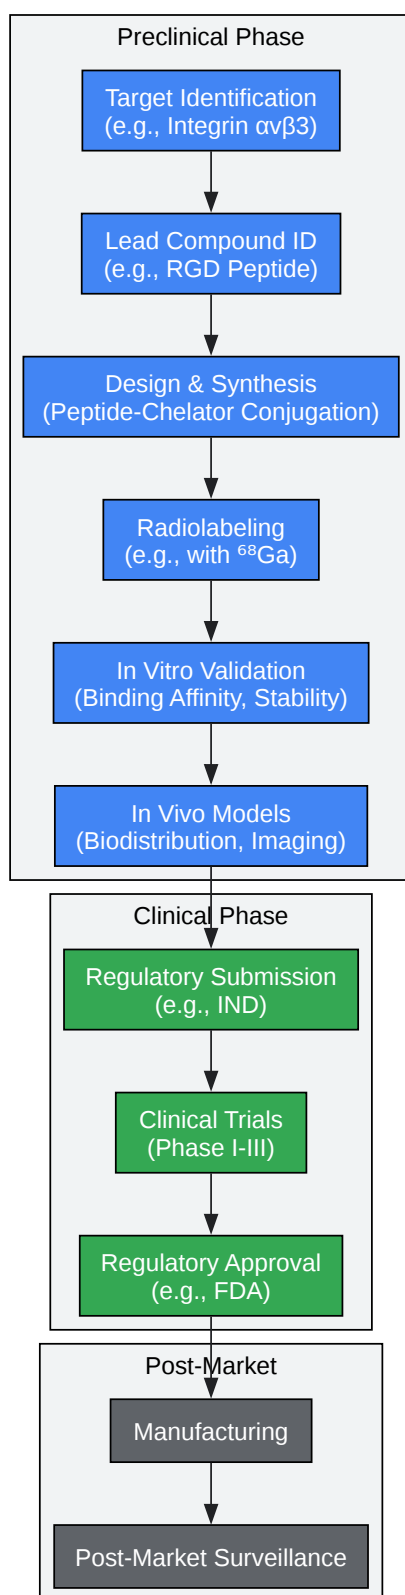 Preclinical Phase
Target Identification
(e.g., Integrin αvβ3)
Lead Compound ID
(e.g., RGD Peptide)
Design & Synthesis
(Peptide-Chelator Conjugation)
Radiolabeling
(e.g., with ⁶⁸Ga)
In Vitro Validation
(Binding Affinity, Stability)
In Vivo Models
(Biodistribution, Imaging)
Clinical Phase
Regulatory Submission
(e.g., IND)
Clinical Trials
(Phase I-III)
Regulatory Approval
(e.g., FDA)
Post-Market
Manufacturing
Post-Market Surveillance